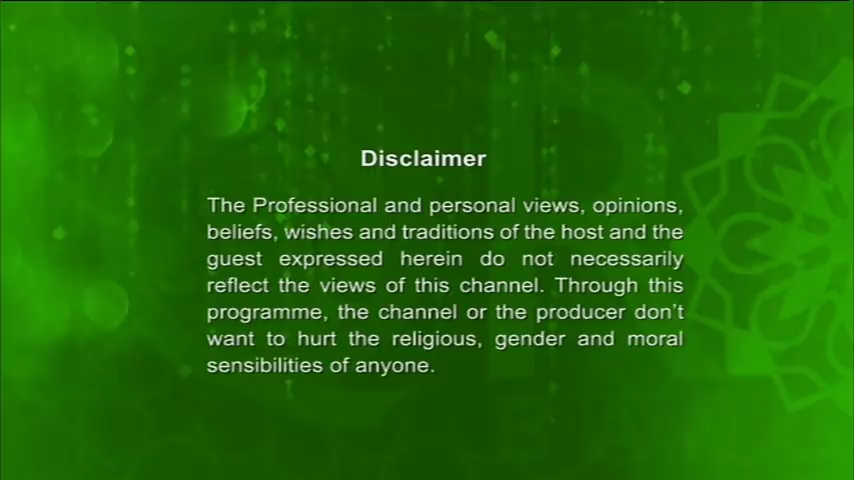 Disclaimer
The Professional and personal views, opinions,
beliefs, wishes and traditions of the host and the
guest expressed herein do not necessarily
reflect the views of this channel. Through this
programme, the channel or the producer don't
want to hurt the religious, gender and moral
sensibilities of anyone.